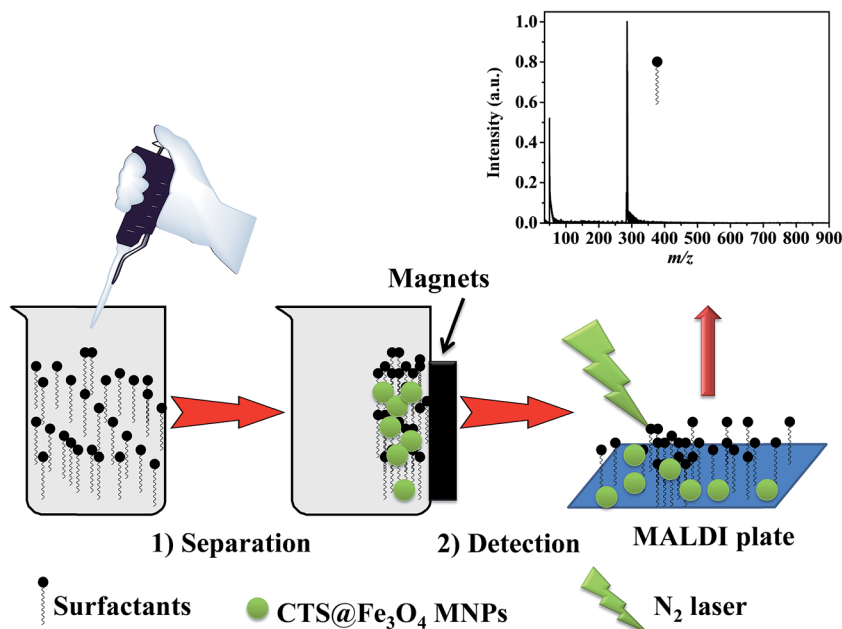 1.0
0.8
0.6
0.4
0.2
0.0
Intensity (a.u.)
100 200 300 400 500 600 700 800 900
m/z
Magnets
1) Separation
2) Detection
MALDI plate
Surfactants
CTS@Fe₃O₄ MNPs
N₂ laser